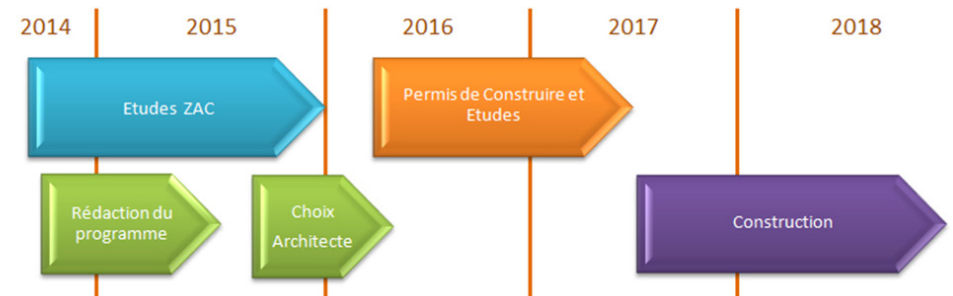 2014 2015 2016 2017 2018
Etudes ZAC
Permis de Construire et
Etudes
Rédaction du
programme
Choix
Architecte
Construction